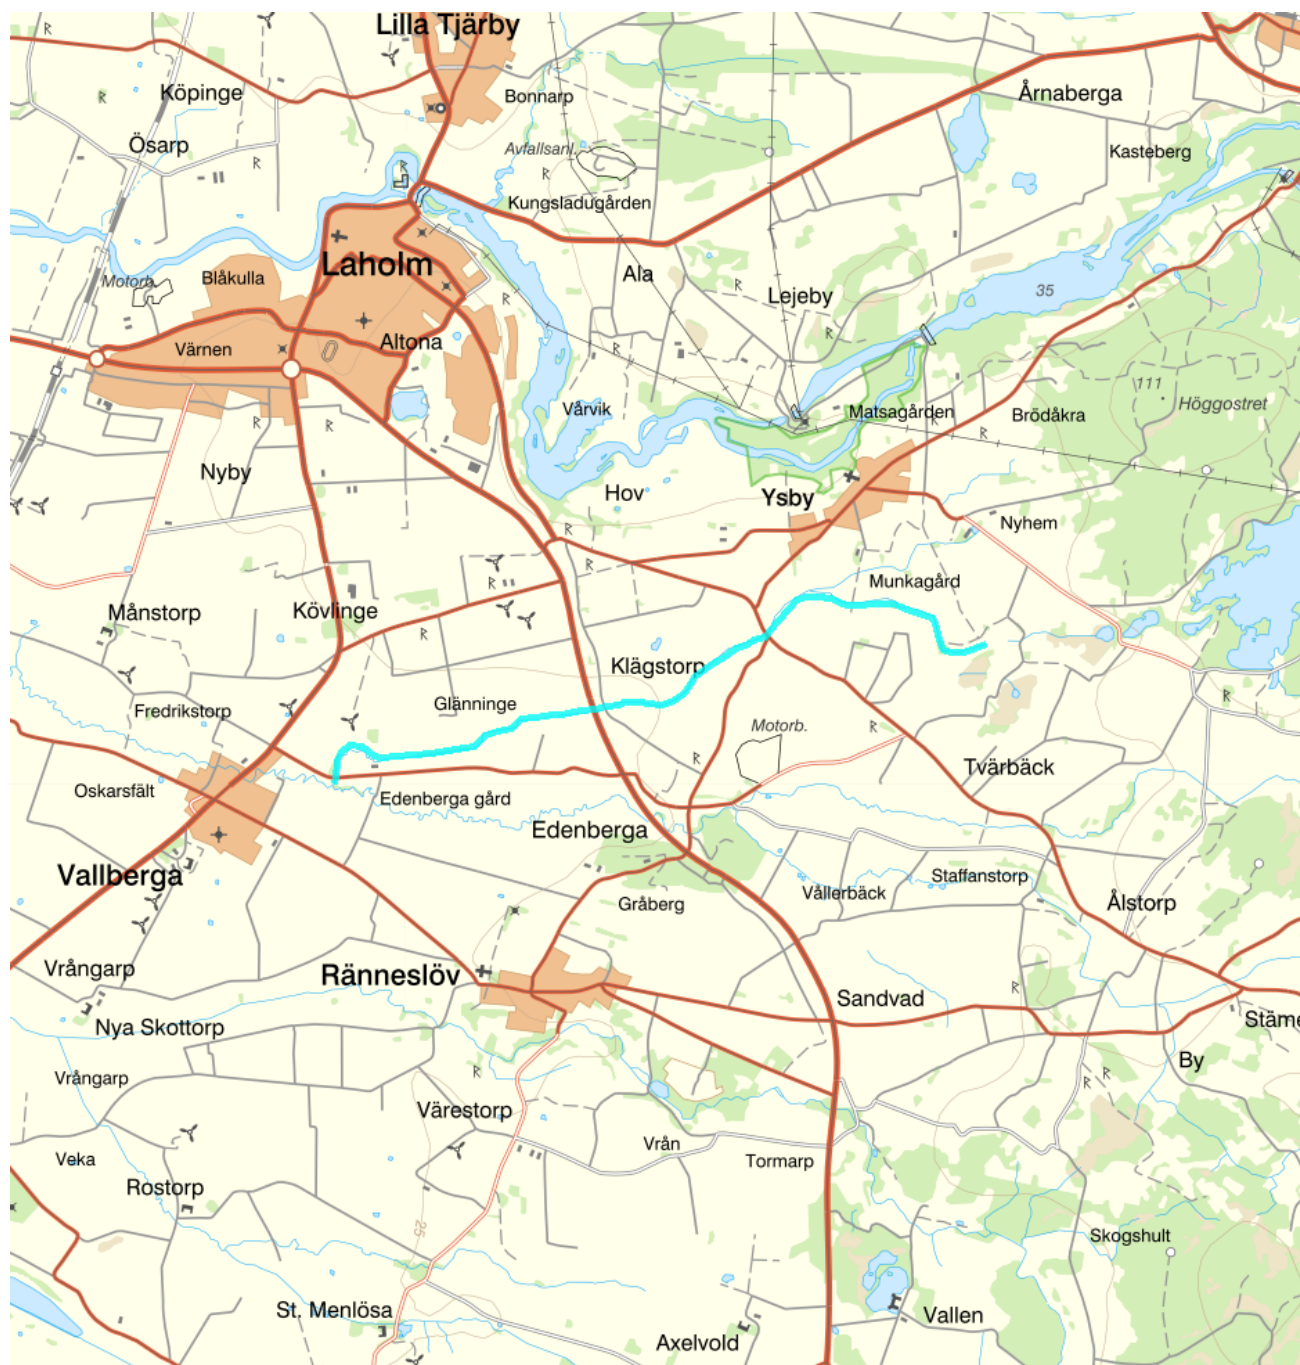 Lilla Tjärby
Köpinge
Bonnarp
Årnaberga
Ösarp
Avfallsanl.
Kasteberg
Kungsladugården
Laholm
Blåkulla
Motorb.
Ala
Lejeby
35
Värnen
Altona
111
Höggostret
Vårvik
Matsagården
Brödåkra
Nyby
Hov
Ysby
Nyhem
Munkagård
Månstorp
Kövlinge
Klägstorp
Fredrikstorp
Glänninge
Motorb.
Tvärbäck
Oskarsfält
Edenberga gård
Edenberga
Vallberga
Staffanstorp
Vållerbäck
Gråberg
Ålstorp
Vrångarp
Ränneslöv
Sandvad
Nya Skottorp
Stäme
By
Vrångarp
Värestorp
Vrån
Veka
Tormarp
Rostorp
25
Skogshult
St. Menlösa
Vallen
Axelvold